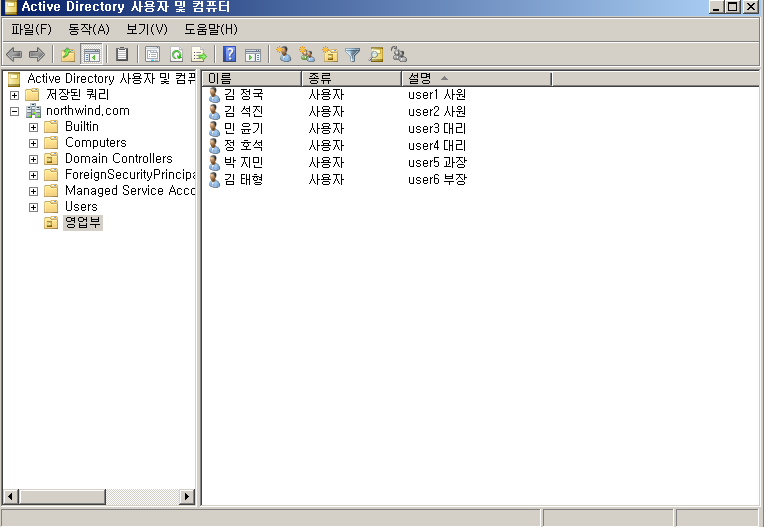 Active Directory 사용자 및 컴퓨터
파일(F) 동작(A) 보기(V) 도움말(H)
Active Directory 사용자 및 컴퓨
저장된 쿼리
northwind.com
Builtin
Computers
Domain Controllers
ForeignSecurityPrincipa
Managed Service Acco
Users
영업부
이름 종류 설명
김 정국 사용자 user1 사원
김 석진 사용자 user2 사원
민 윤기 사용자 user3 대리
정 호석 사용자 user4 대리
박 지민 사용자 user5 과장
김 태형 사용자 user6 부장